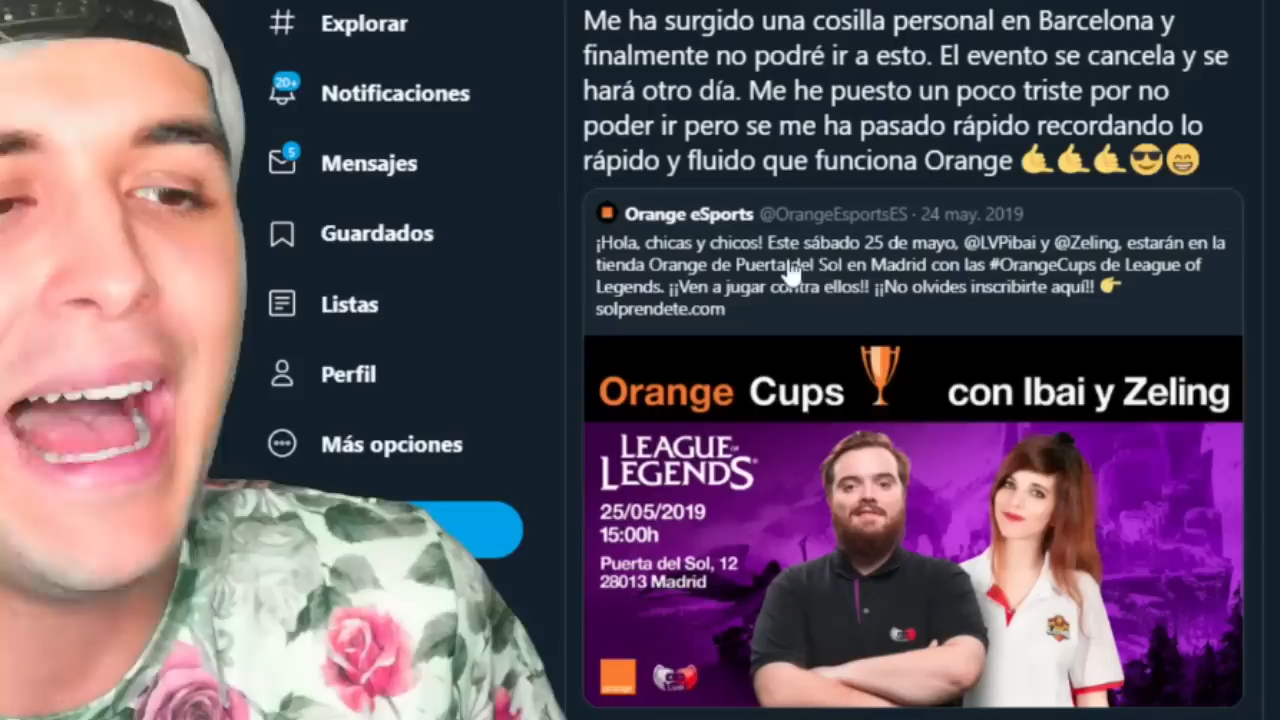 Explorar
20+
Notificaciones
5
Mensajes
Guardados
Listas
Perfil
Más opciones
Me ha surgido una cosilla personal en Barcelona y
finalmente no podré ir a esto. El evento se cancela y se
hará otro día. Me he puesto un poco triste por no
poder ir pero se me ha pasado rápido recordando lo
rápido y fluido que funciona Orange 🤙🤙🤙😎😁
Orange eSports @OrangeEsportsES · 24 may. 2019
¡Hola, chicas y chicos! Este sábado 25 de mayo, @LVPibai y @Zeling, estarán en la
tienda Orange de Puerta del Sol en Madrid con las #OrangeCups de League of
Legends. ¡¡Ven a jugar contra ellos!! ¡¡No olvides inscribirte aquí!! 👉
solprendete.com
Orange Cups con Ibai y Zeling
LEAGUE OF
LEGENDS
25/05/2019
15:00h
Puerta del Sol, 12
28013 Madrid
orange